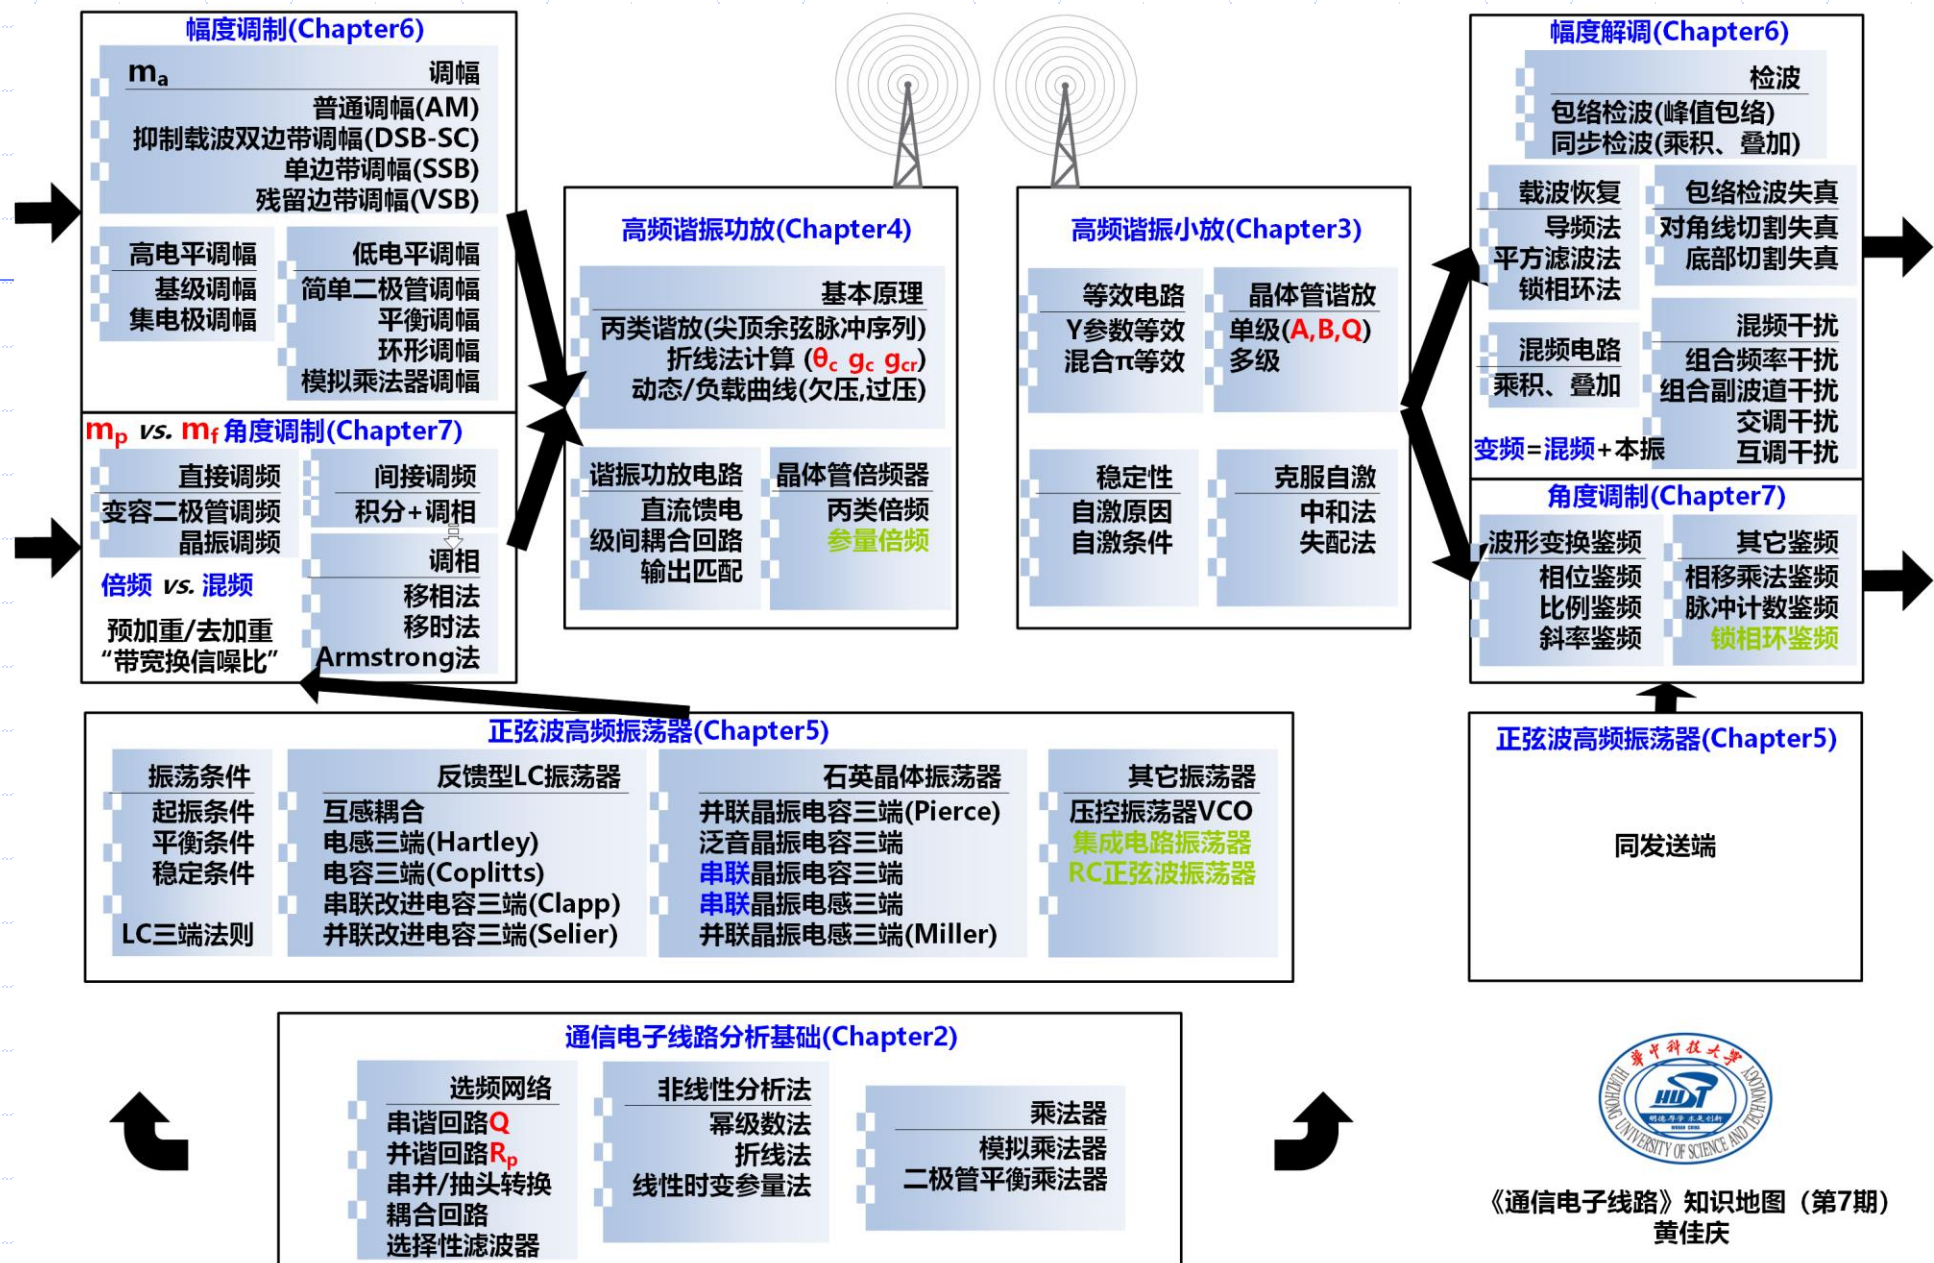 幅度调制(Chapter6)
mₐ 调幅
普通调幅(AM)
抑制载波双边带调幅(DSB-SC)
单边带调幅(SSB)
残留边带调幅(VSB)
高电平调幅
基级调幅
集电极调幅
低电平调幅
简单二极管调幅
平衡调幅
环形调幅
模拟乘法器调幅
mp vs. mf 角度调制(Chapter7)
直接调频
变容二极管调频
晶振调频
间接调频
积分+调相
调相
移相法
移时法
Armstrong法
倍频 vs. 混频
预加重/去加重
“带宽换信噪比”
高频谐振功放(Chapter4)
基本原理
丙类谐放(尖顶余弦脉冲序列)
折线法计算 (θc gc gcr)
动态/负载曲线(欠压,过压)
谐振功放电路
直流馈电
级间耦合回路
输出匹配
晶体管倍频器
丙类倍频
参量倍频
高频谐振小放(Chapter3)
等效电路
Y参数等效
混合π等效
晶体管谐放
单级(A,B,Q)
多级
稳定性
自激原因
自激条件
克服自激
中和法
失配法
幅度解调(Chapter6)
检波
包络检波(峰值包络)
同步检波(乘积、叠加)
载波恢复
导频法
平方滤波法
锁相环法
包络检波失真
对角线切割失真
底部切割失真
混频电路
乘积、叠加
混频干扰
组合频率干扰
组合副波道干扰
交调干扰
互调干扰
变频=混频+本振
角度调制(Chapter7)
波形变换鉴频
相位鉴频
比例鉴频
斜率鉴频
其它鉴频
相移乘法鉴频
脉冲计数鉴频
锁相环鉴频
正弦波高频振荡器(Chapter5)
振荡条件
起振条件
平衡条件
稳定条件
LC三端法则
反馈型LC振荡器
互感耦合
电感三端(Hartley)
电容三端(Coplitts)
串联改进电容三端(Clapp)
并联改进电容三端(Selier)
石英晶体振荡器
并联晶振电容三端(Pierce)
泛音晶振电容三端
串联晶振电容三端
串联晶振电感三端
并联晶振电感三端(Miller)
其它振荡器
压控振荡器VCO
集成电路振荡器
RC正弦波振荡器
正弦波高频振荡器(Chapter5)
同发送端
通信电子线路分析基础(Chapter2)
选频网络
串谐回路Q
并谐回路Rp
串并/抽头转换
耦合回路
选择性滤波器
非线性分析法
幂级数法
折线法
线性时变参量法
乘法器
模拟乘法器
二极管平衡乘法器
華中科技大学
HUST
明德厚学 求是创新
WUHAN CHINA
HUAZHONG UNIVERSITY OF SCIENCE AND TECHNOLOGY
《通信电子线路》知识地图（第7期）
黄佳庆